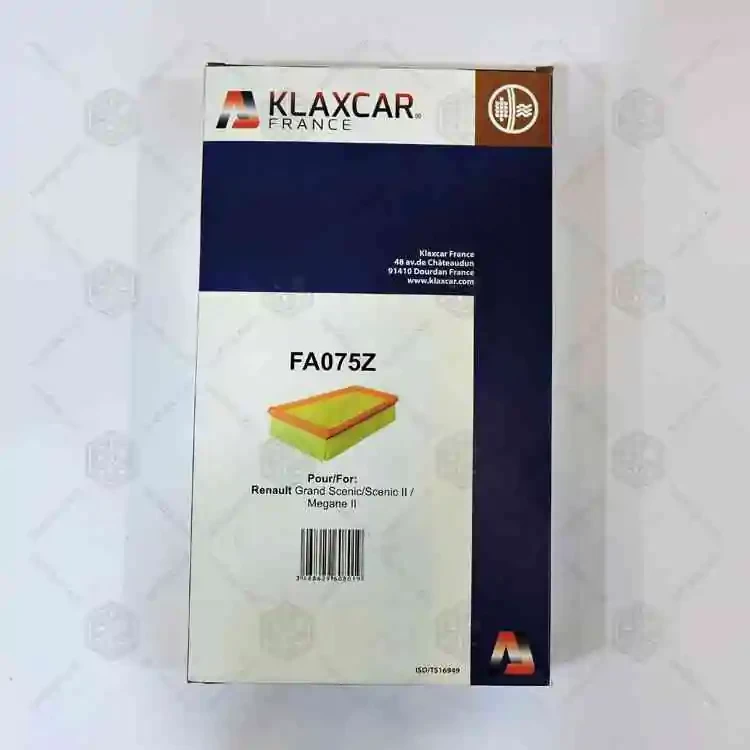 KLAXCAR
FRANCE
Klaxcar France
48 av.de Châteaudun
91410 Dourdan France
www.klaxcar.com
FA075Z
Pour/For:
Renault Grand Scenic/Scenic II /
Megane II
ISO/TS16949